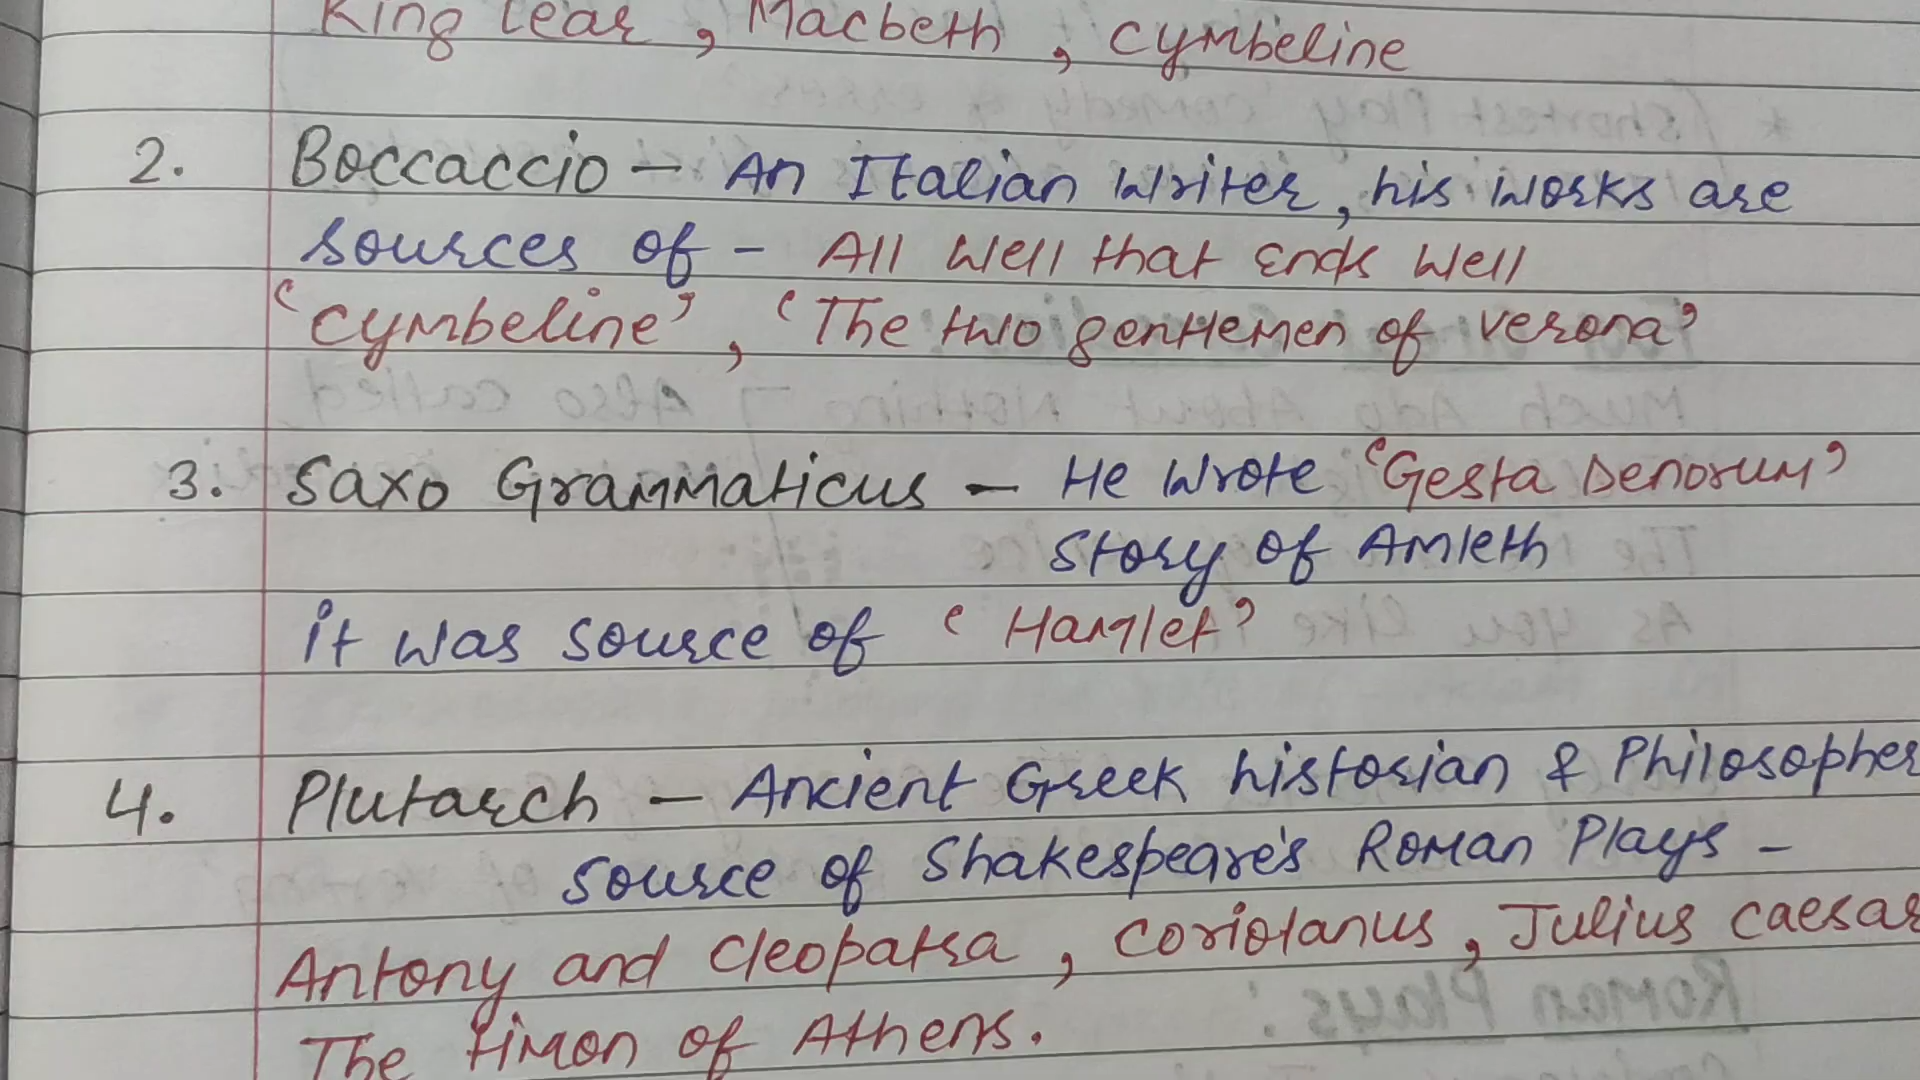 King Lear , Macbeth , Cymbeline
2. Boccaccio – An Italian Writer, his works are
sources of – All Well that Ends Well
‘Cymbeline’ , ‘The two gentlemen of verona’
3. Saxo Grammaticus – He Wrote ‘Gesta Denorum’
Story of Amleth
it was source of ‘Hamlet’
4. Plutarch – Ancient Greek historian & Philosopher
source of Shakespeare's Roman Plays –
Antony and Cleopatra , Coriolanus , Julius Caesar
The timon of Athens.